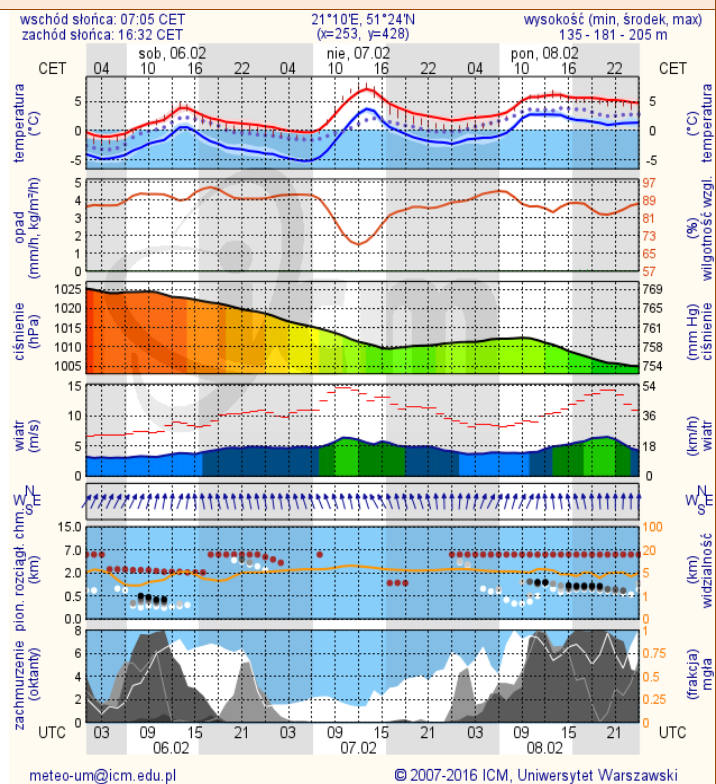 wschód słońca: 07:05 CET
zachód słońca: 16:32 CET
21°10'E, 51°24'N
(x=253, y=428)
wysokość (min, środek, max)
135 - 181 - 205 m
sob, 06.02 nie, 07.02 pon, 08.02
CET 04 10 16 22 04 10 16 22 04 10 16 22 CET
temperatura (°C)
5
0
-5
5
0
-5
temperatura (°C)
opad (mm/h, kg/m²/h)
5
4
3
2
1
0
97
89
81
73
65
57
(%) wilgotność wzgl.
ciśnienie (hPa)
1025
1020
1015
1010
1005
769
765
761
758
754
(mm Hg) ciśnienie
wiatr (m/s)
15
10
5
0
54
36
18
0
(km/h) wiatr
N
W E
S
N
W E
S
pion. rozciągł. chm. (km)
15.0
7.0
2.0
0.5
0.0
100
20
5
1
0
(km) widzialność
zachmurzenie (oktanty)
8
6
4
2
0
1
0.75
0.5
0.25
0
(frakcja) mgła
UTC 03 09 15 21 03 09 15 21 03 09 15 21 UTC
06.02 07.02 08.02
meteo-um@icm.edu.pl
© 2007-2016 ICM, Uniwersytet Warszawski